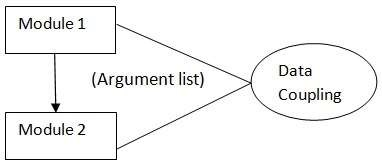 Module 1
(Argument list)
Data
Coupling
Module 2